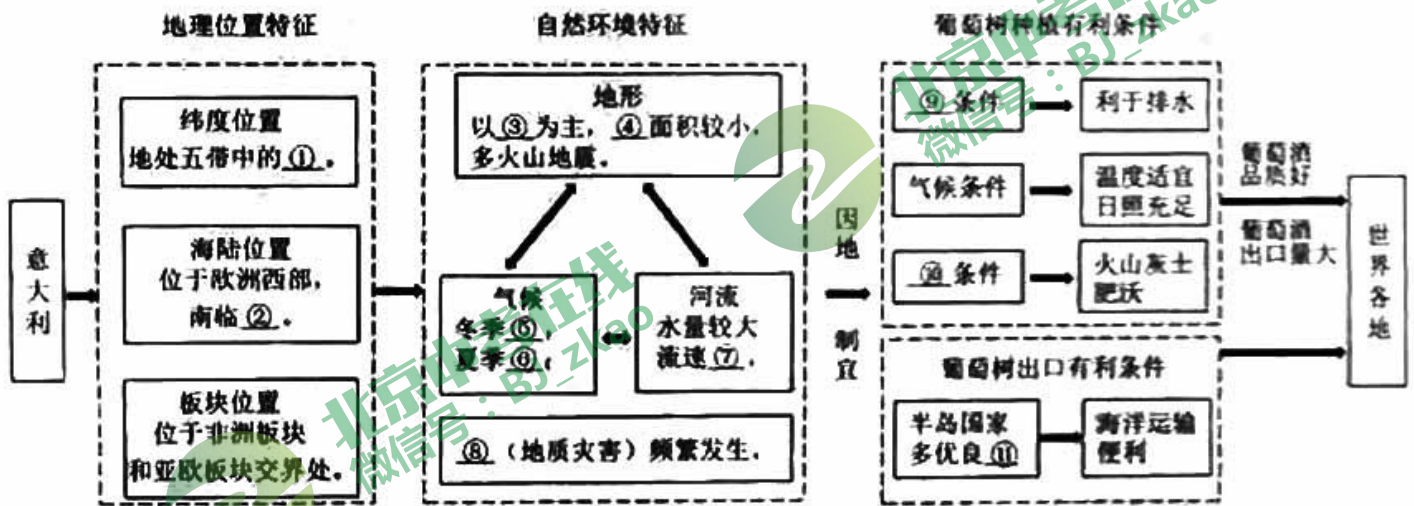 地理位置特征
自然环境特征
葡萄树种植有利条件
意大利
纬度位置
地处五带中的①。
海陆位置
位于欧洲西部，
南临②。
板块位置
位于非洲板块
和亚欧板块交界处。
地形
以③为主，④面积较小，
多火山地震。
气候
冬季⑤，
夏季⑥，
河流
水量较大
流速⑦，
⑧（地质灾害）频繁发生，
因地
制宜
⑨条件
利于排水
气候条件
温度适宜
日照充足
⑩条件
火山灰土
肥沃
葡萄树出口有利条件
半岛国家
多优良⑪
海洋运输
便利
葡萄酒
品质好
葡萄酒
出口量大
世界各地
北京中考在线
微信号：BJ_zkao
北京中考在线
微信号：BJ_zkao